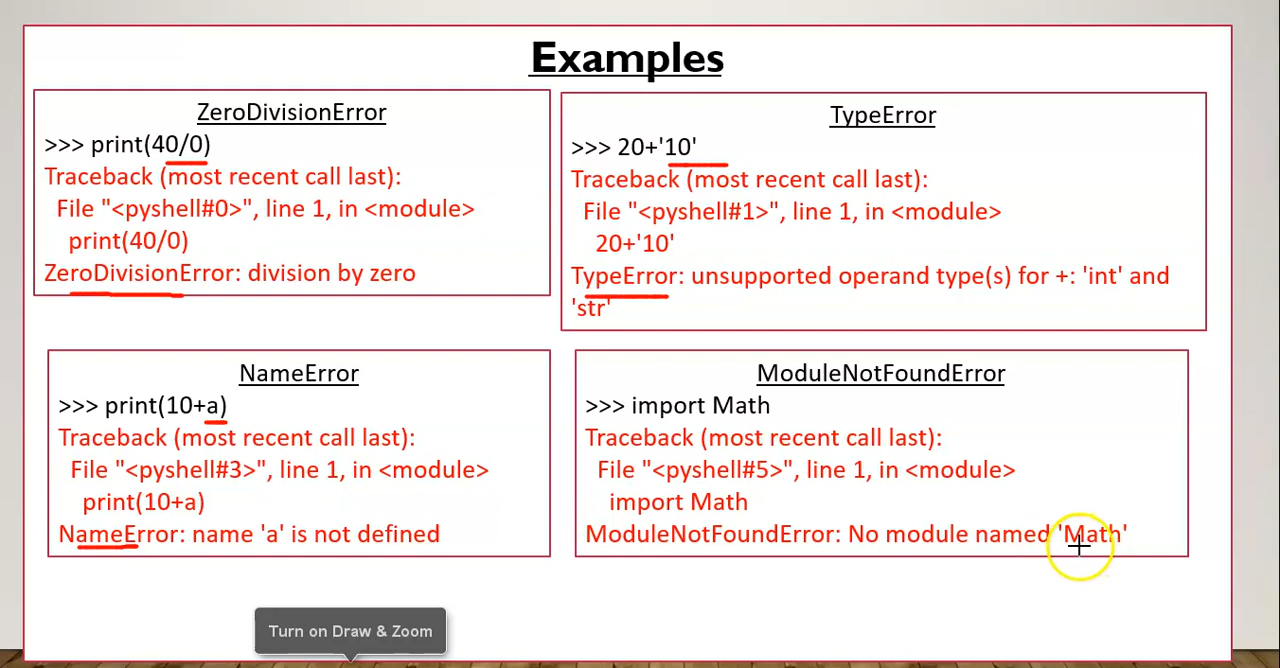 Examples
ZeroDivisionError
>>> print(40/0)
Traceback (most recent call last):
File "<pyshell#0>", line 1, in <module>
print(40/0)
ZeroDivisionError: division by zero
TypeError
>>> 20+'10'
Traceback (most recent call last):
File "<pyshell#1>", line 1, in <module>
20+'10'
TypeError: unsupported operand type(s) for +: 'int' and
'str'
NameError
>>> print(10+a)
Traceback (most recent call last):
File "<pyshell#3>", line 1, in <module>
print(10+a)
NameError: name 'a' is not defined
ModuleNotFoundError
>>> import Math
Traceback (most recent call last):
File "<pyshell#5>", line 1, in <module>
import Math
ModuleNotFoundError: No module named 'Math'
Turn on Draw & Zoom